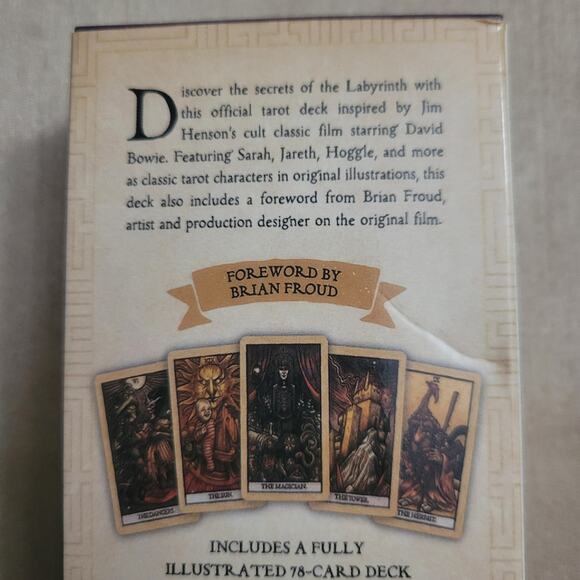 Discover the secrets of the Labyrinth with
this official tarot deck inspired by Jim
Henson's cult classic film starring David
Bowie. Featuring Sarah, Jareth, Hoggle, and more
as classic tarot characters in original illustrations, this
deck also includes a foreword from Brian Froud,
artist and production designer on the original film.
FOREWORD BY
BRIAN FROUD
THE DANCERS.
THE SUN.
THE MAGICIAN.
THE TOWER.
IX
THE HERMIT.
INCLUDES A FULLY
ILLUSTRATED 78-CARD DECK